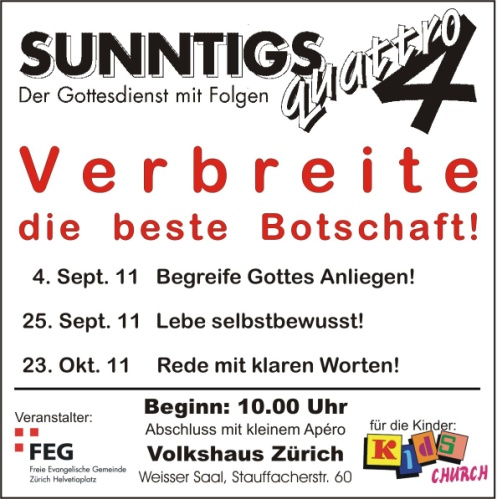 SUNNTIGS quattro 4
Der Gottesdienst mit Folgen
Verbreite
die beste Botschaft!
4. Sept. 11 Begreife Gottes Anliegen!
25. Sept. 11 Lebe selbstbewusst!
23. Okt. 11 Rede mit klaren Worten!
Veranstalter:
FEG
Freie Evangelische Gemeinde
Zürich Helvetiaplatz
Beginn: 10.00 Uhr
Abschluss mit kleinem Apéro
Volkshaus Zürich
Weisser Saal, Stauffacherstr. 60
für die Kinder:
KidS
CHURCH